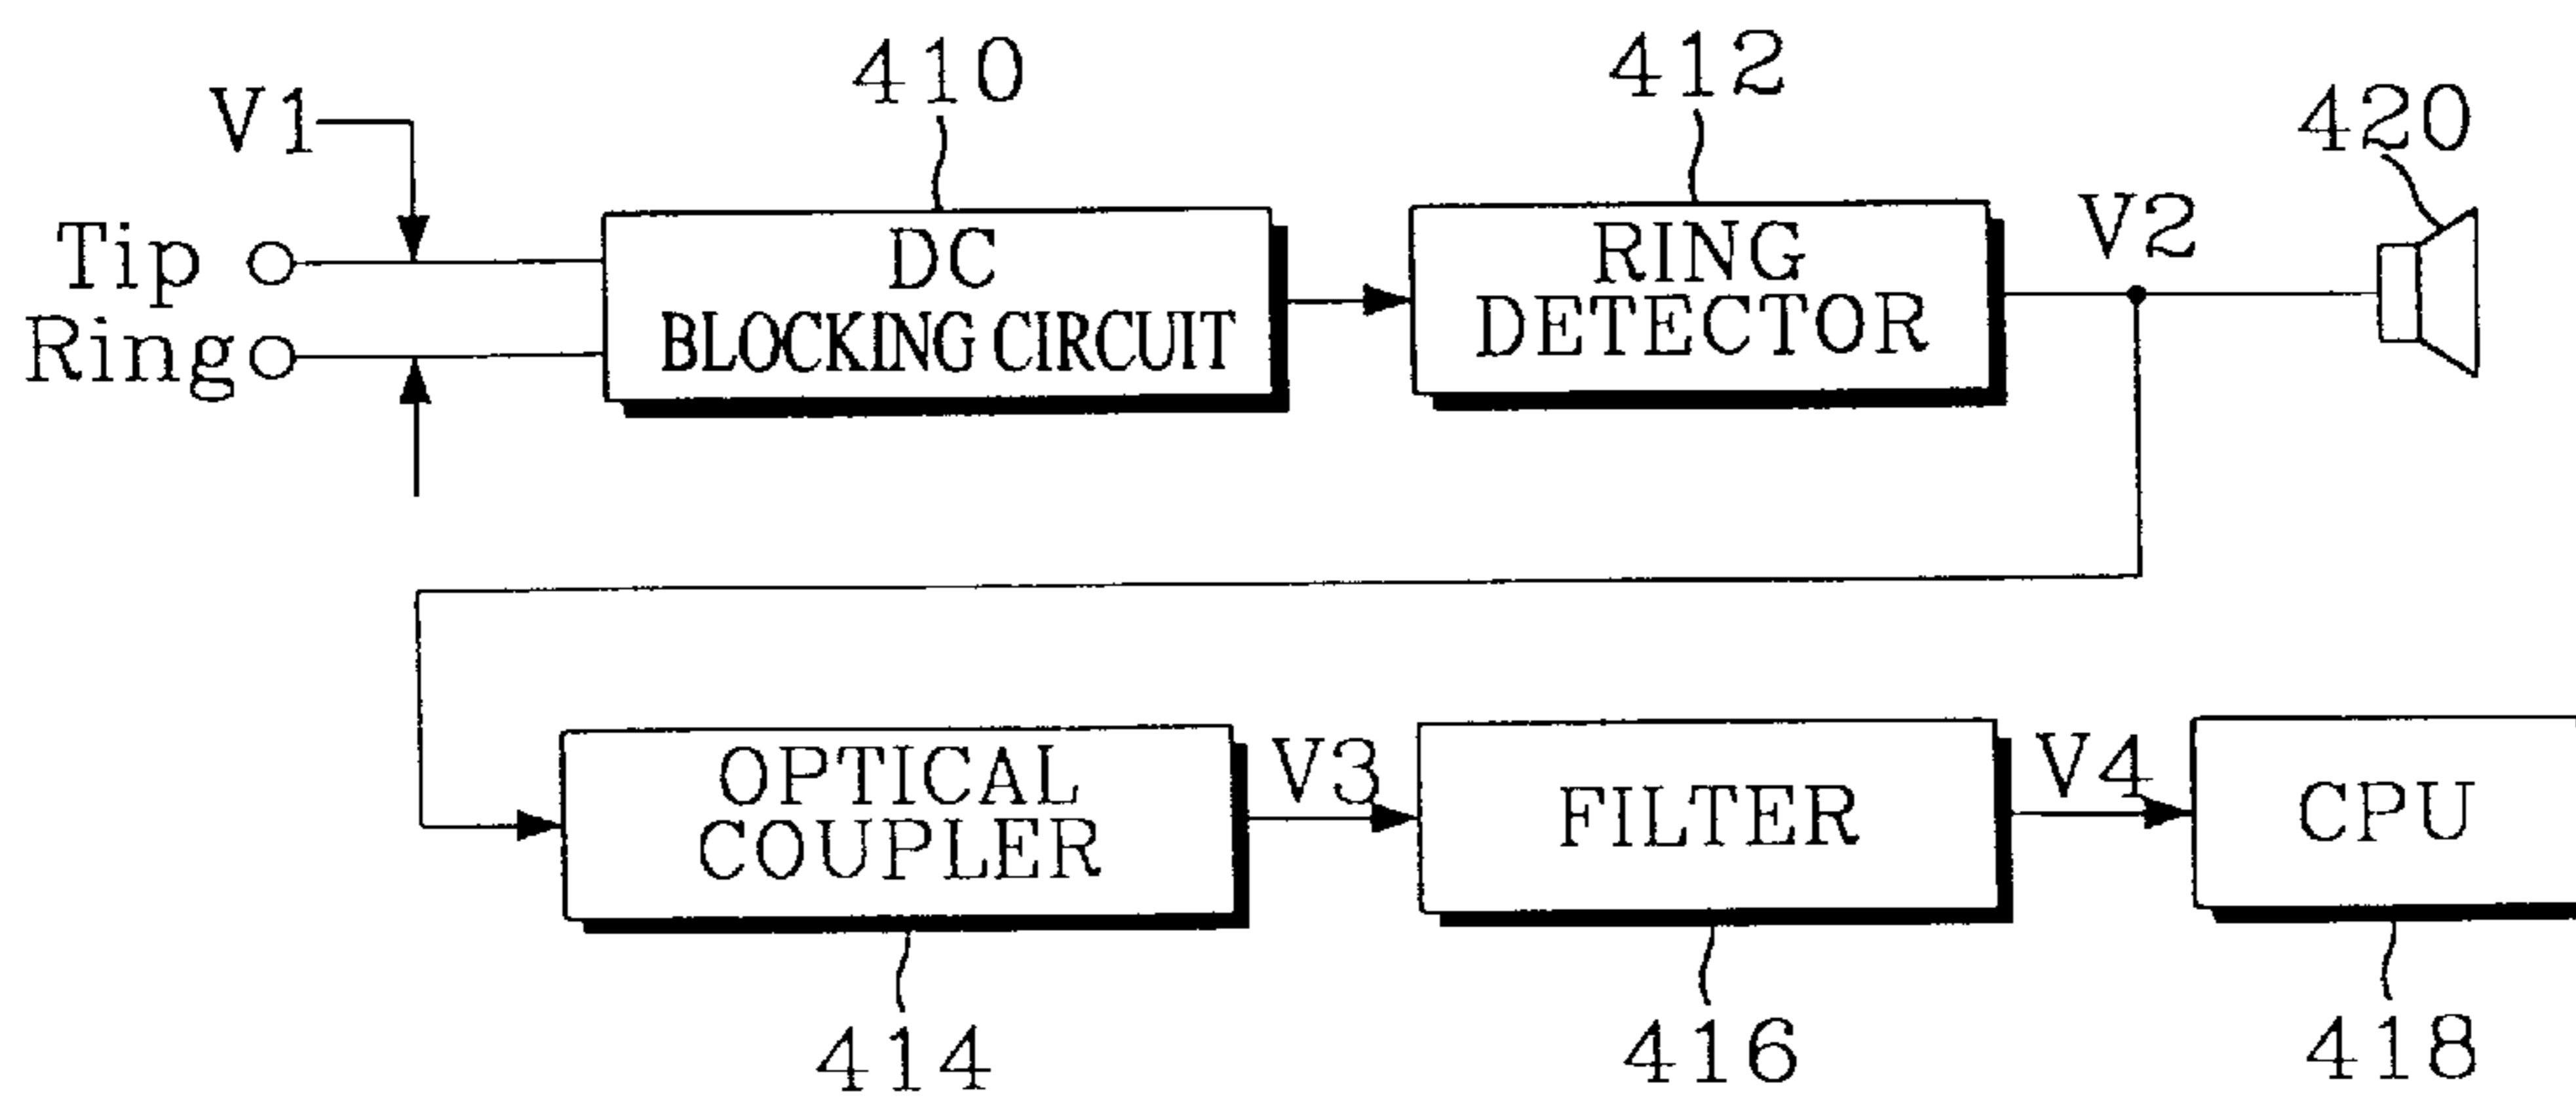 410
412
420
V1
V2
Tip
Ring
DC
BLOCKING CIRCUIT
RING
DETECTOR
OPTICAL
COUPLER
V3
FILTER
V4
CPU
414
416
418